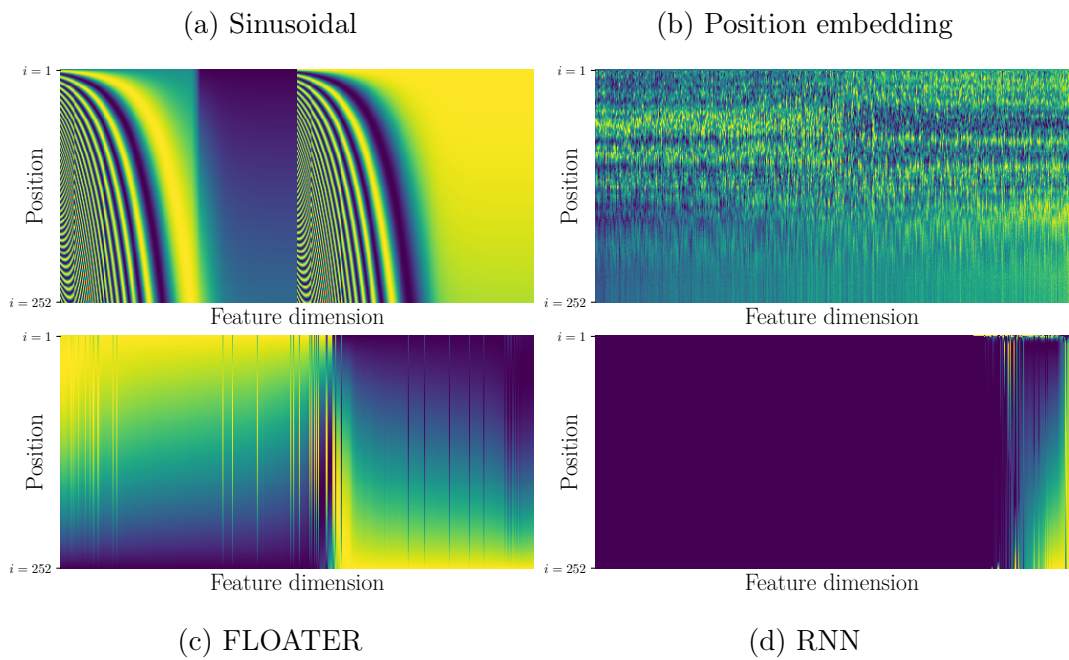 (a) Sinusoidal
(b) Position embedding
i = 1
Position
i = 252
Feature dimension
i = 1
Position
i = 252
Feature dimension
i = 1
Position
i = 252
Feature dimension
i = 1
Position
i = 252
Feature dimension
(c) FLOATER
(d) RNN